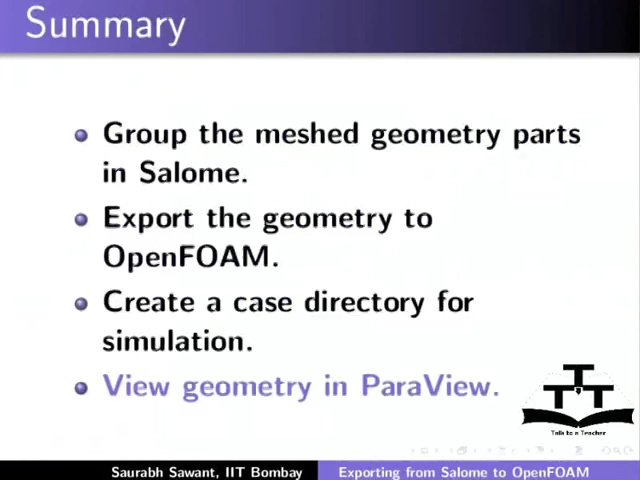 Summary
Group the meshed geometry parts
in Salome.
Export the geometry to
OpenFOAM.
Create a case directory for
simulation.
View geometry in ParaView.
TTT
Talk to a Teacher
Saurabh Sawant, IIT Bombay
Exporting from Salome to OpenFOAM